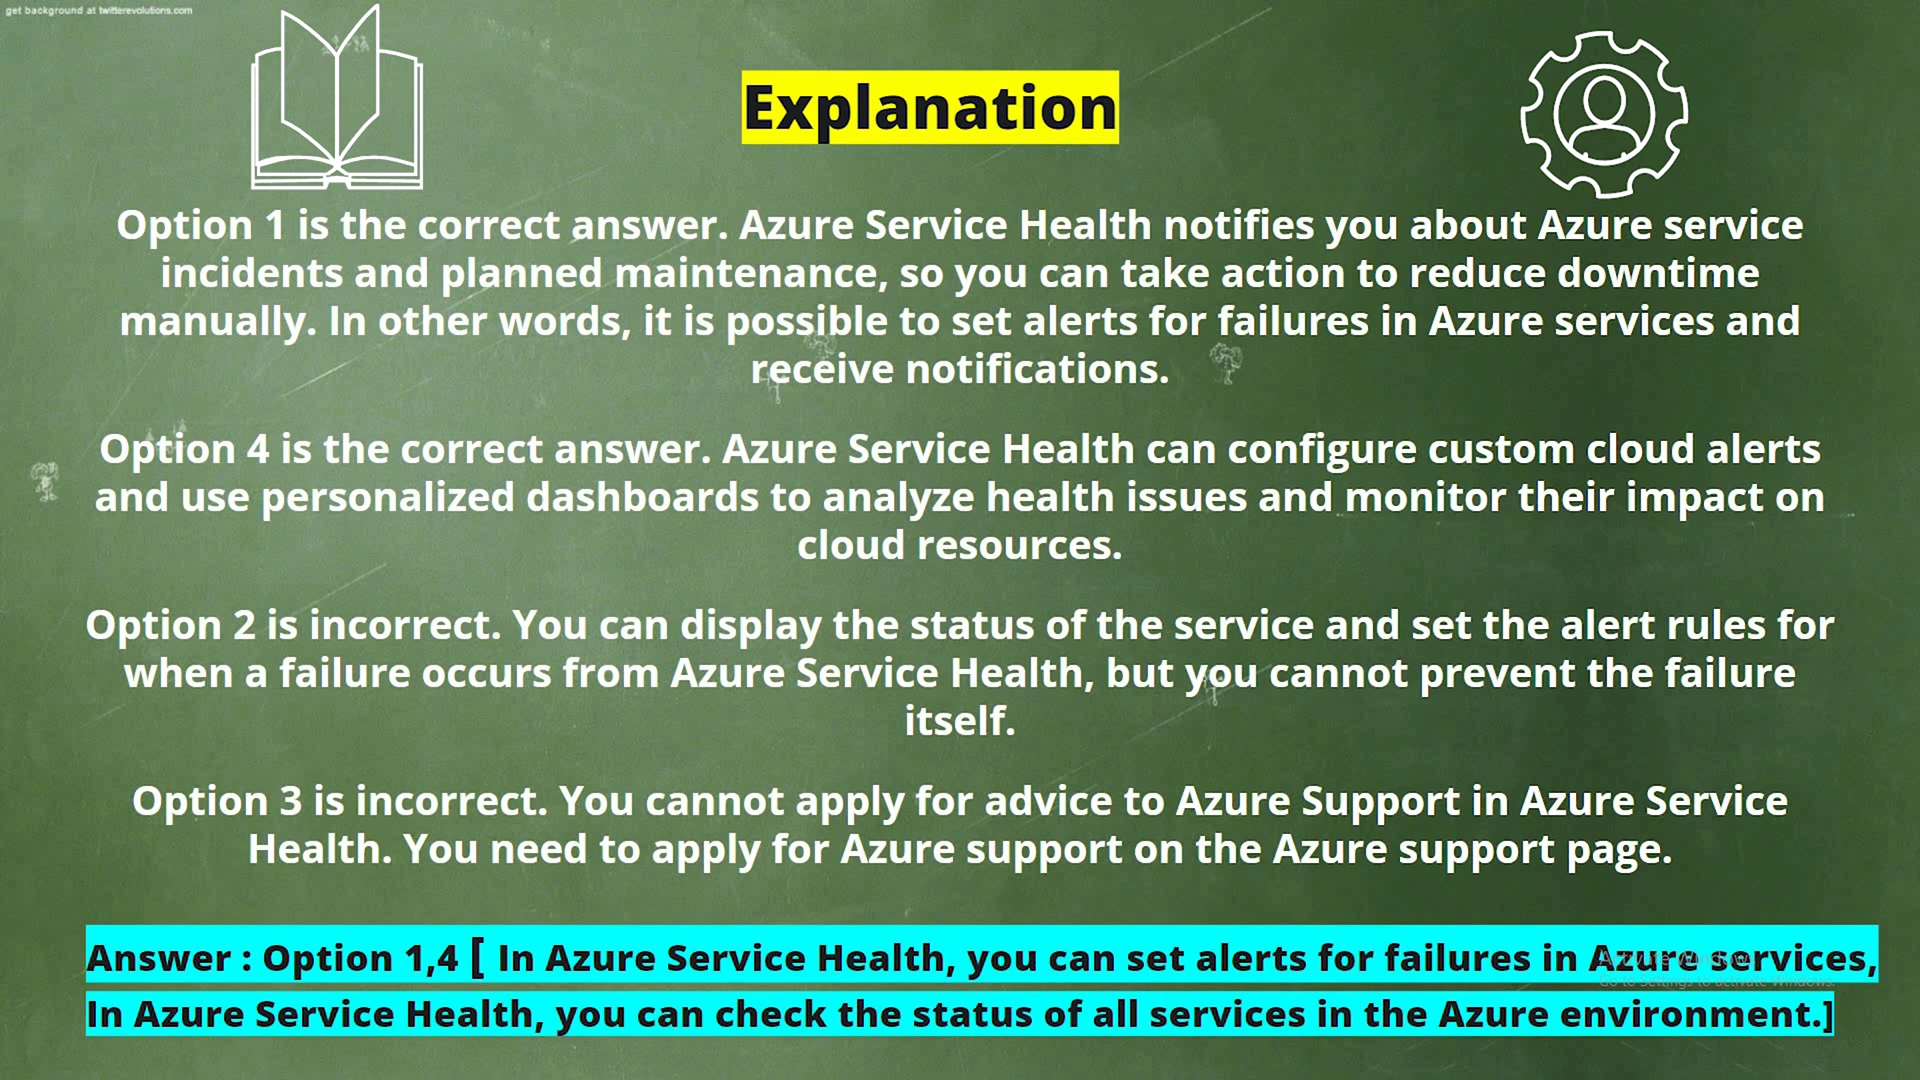 get background at twitterevolutions.com
Explanation
Option 1 is the correct answer. Azure Service Health notifies you about Azure service
incidents and planned maintenance, so you can take action to reduce downtime
manually. In other words, it is possible to set alerts for failures in Azure services and
receive notifications.
Option 4 is the correct answer. Azure Service Health can configure custom cloud alerts
and use personalized dashboards to analyze health issues and monitor their impact on
cloud resources.
Option 2 is incorrect. You can display the status of the service and set the alert rules for
when a failure occurs from Azure Service Health, but you cannot prevent the failure
itself.
Option 3 is incorrect. You cannot apply for advice to Azure Support in Azure Service
Health. You need to apply for Azure support on the Azure support page.
Answer : Option 1,4 [ In Azure Service Health, you can set alerts for failures in Azure services,
In Azure Service Health, you can check the status of all services in the Azure environment.]
Activate Windows
Go to Settings to activate Windows.